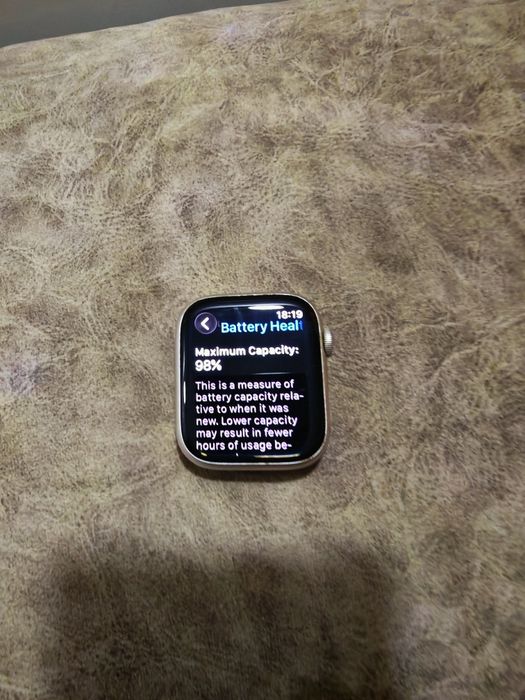 18:19
Battery Healt
Maximum Capacity:
98%
This is a measure of
battery capacity rela-
tive to when it was
new. Lower capacity
may result in fewer
hours of usage be-